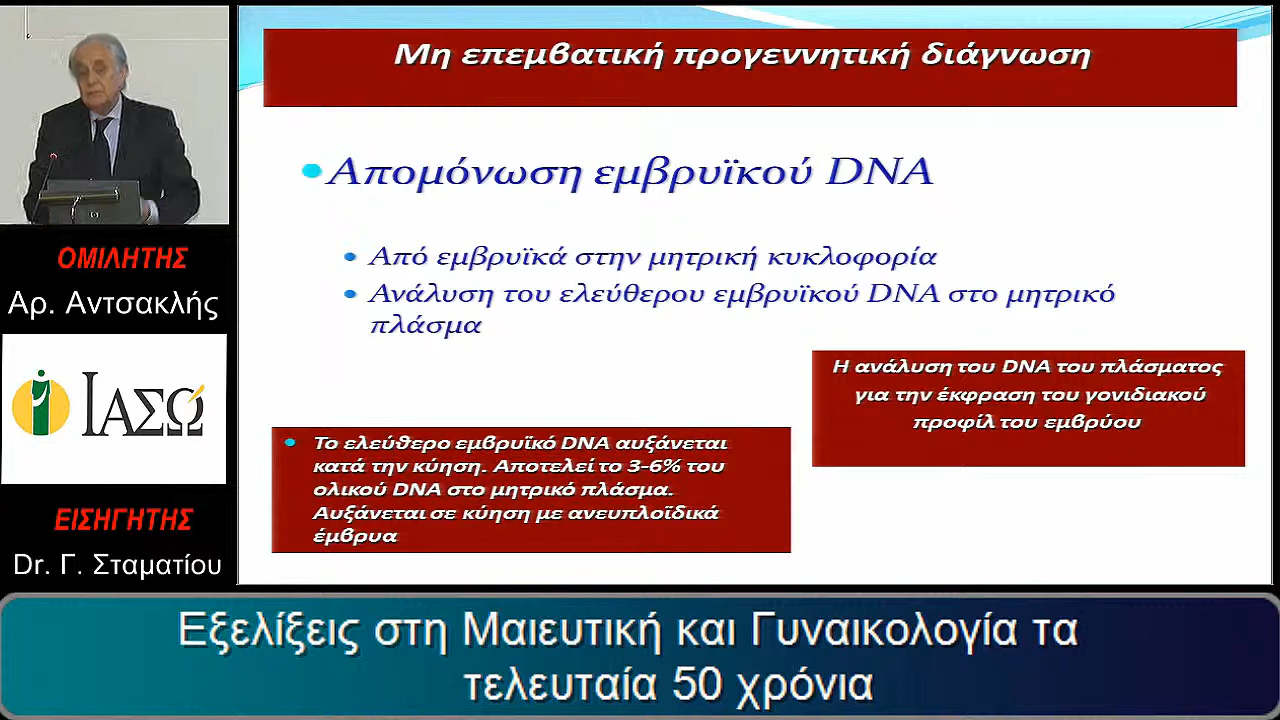 ΟΜΙΛΗΤΗΣ
Αρ. Αντσακλής
ΙΑΣΩ
ΕΙΣΗΓΗΤΗΣ
Dr. Γ. Σταματίου
Μη επεμβατική προγεννητική διάγνωση
•Απομόνωση εμβρυϊκού DNA
• Από εμβρυϊκά στην μητρική κυκλοφορία
• Ανάλυση του ελεύθερου εμβρυϊκού DNA στο μητρικό
πλάσμα
Η ανάλυση του DNA του πλάσματος
για την έκφραση του γονιδιακού
προφίλ του εμβρύου
• Το ελεύθερο εμβρυϊκό DNA αυξάνεται
κατά την κύηση. Αποτελεί το 3-6% του
ολικού DNA στο μητρικό πλάσμα.
Αυξάνεται σε κύηση με ανευπλοϊδικά
έμβρυα
Εξελίξεις στη Μαιευτική και Γυναικολογία τα
τελευταία 50 χρόνια